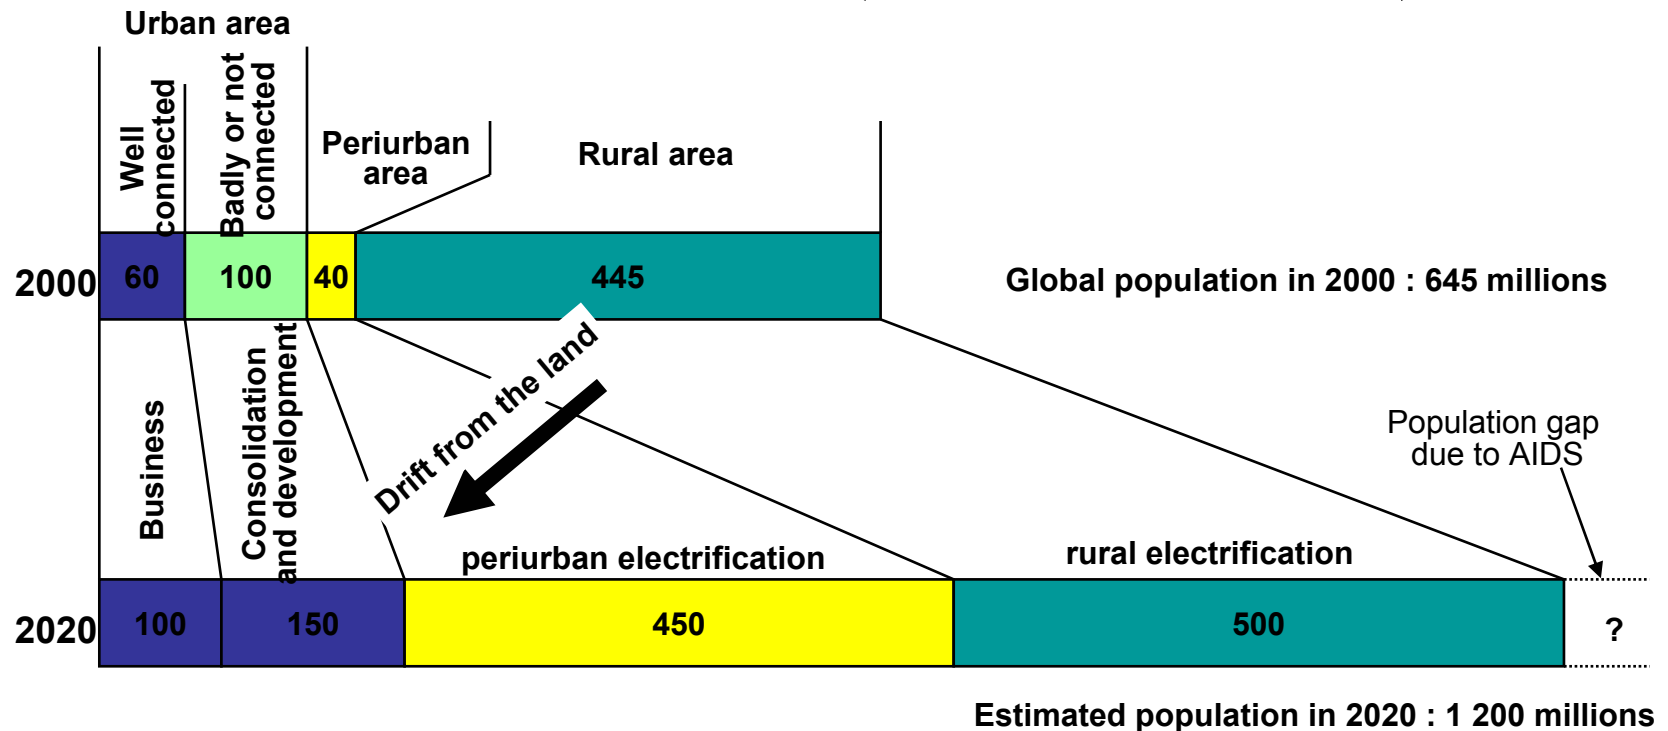 Urban area
Well
connected
Badly or not
connected
Periurban
area
Rural area
2000
60
100
40
445
Global population in 2000 : 645 millions
Business
Consolidation
and development
Drift from the land
Population gap
due to AIDS
periurban electrification
rural electrification
2020
100
150
450
500
?
Estimated population in 2020 : 1 200 millions